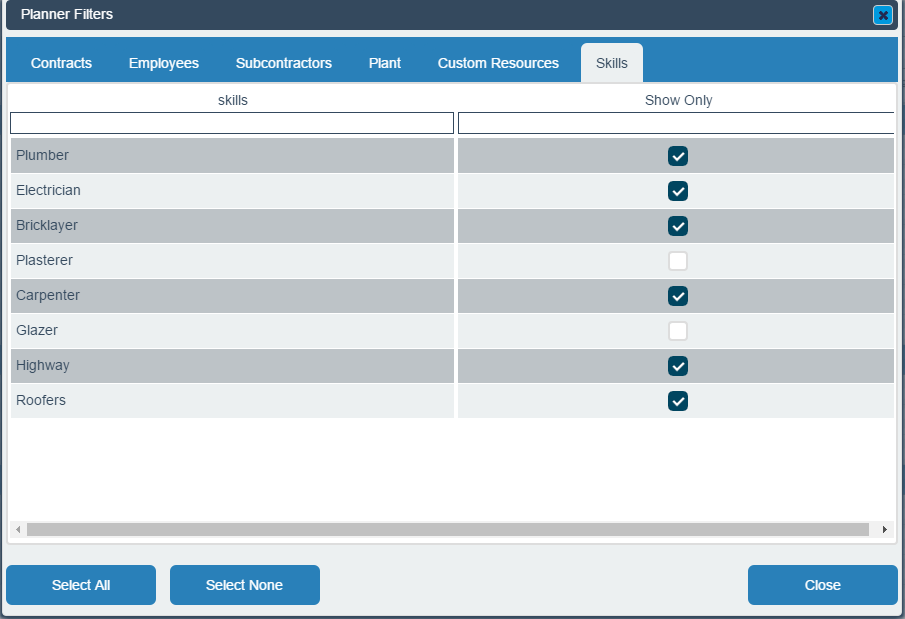 Planner Filters
Contracts Employees Subcontractors Plant Custom Resources Skills
skills Show Only
Plumber
Electrician
Bricklayer
Plasterer
Carpenter
Glazer
Highway
Roofers
Select All Select None Close